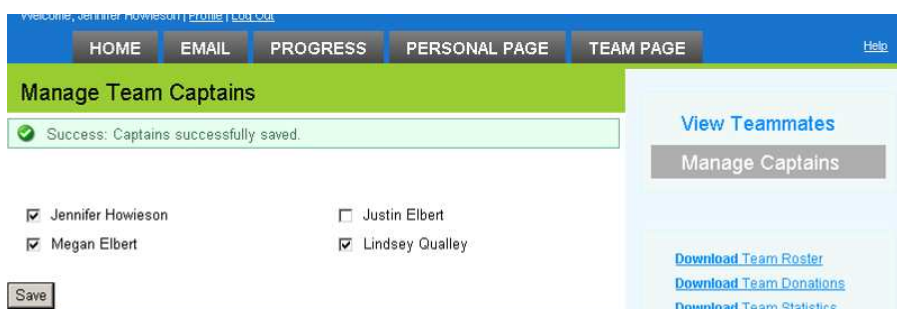 Welcome, Jennifer Howieson | Profile | Log Out
HOME EMAIL PROGRESS PERSONAL PAGE TEAM PAGE Help
Manage Team Captains
Success: Captains successfully saved.
Jennifer Howieson
Justin Elbert
Megan Elbert
Lindsey Qualley
Save
View Teammates
Manage Captains
Download Team Roster
Download Team Donations
Download Team Statistics